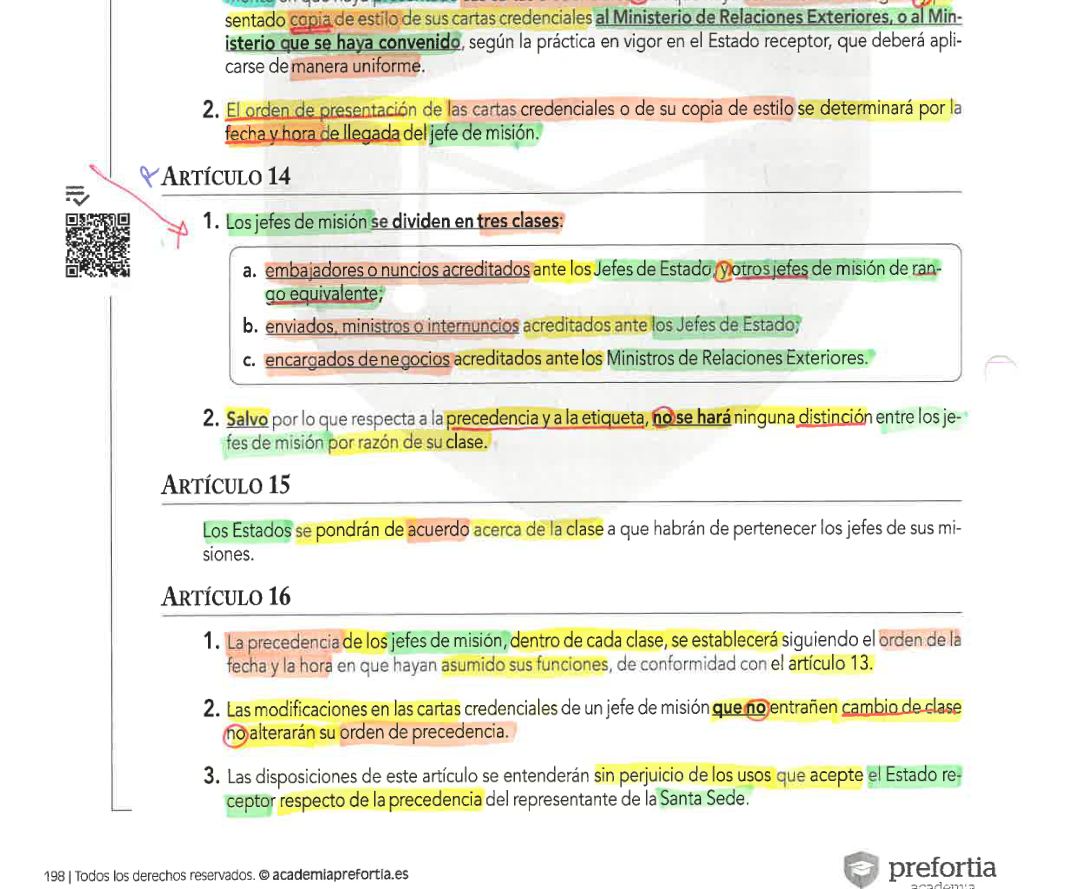 sentado copia de estilo de sus cartas credenciales al Ministerio de Relaciones Exteriores, o al Min-
isterio que se haya convenido, según la práctica en vigor en el Estado receptor, que deberá apli-
carse de manera uniforme.
2. El orden de presentación de las cartas credenciales o de su copia de estilo se determinará por la
fecha y hora de llegada del jefe de misión.
ARTÍCULO 14
1. Los jefes de misión se dividen en tres clases:
a. embajadores o nuncios acreditados ante los Jefes de Estado, y otros jefes de misión de ran-
go equivalente;
b. enviados, ministros o internuncios acreditados ante los Jefes de Estado;
c. encargados de negocios acreditados ante los Ministros de Relaciones Exteriores.
2. Salvo por lo que respecta a la precedencia y a la etiqueta, no se hará ninguna distinción entre los je-
fes de misión por razón de su clase.
ARTÍCULO 15
Los Estados se pondrán de acuerdo acerca de la clase a que habrán de pertenecer los jefes de sus mi-
siones.
ARTÍCULO 16
1. La precedencia de los jefes de misión, dentro de cada clase, se establecerá siguiendo el orden de la
fecha y la hora en que hayan asumido sus funciones, de conformidad con el artículo 13.
2. Las modificaciones en las cartas credenciales de un jefe de misión que no entrañen cambio de clase
no alterarán su orden de precedencia.
3. Las disposiciones de este artículo se entenderán sin perjuicio de los usos que acepte el Estado re-
ceptor respecto de la precedencia del representante de la Santa Sede.
198 | Todos los derechos reservados. © academiaprefortia.es
prefortia
academia